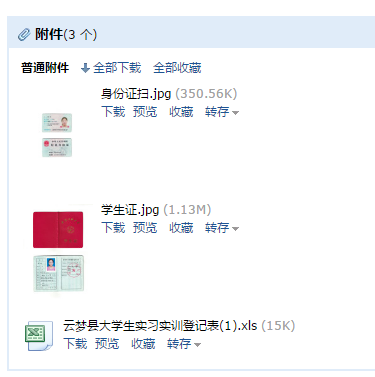 附件(3 个)
普通附件 全部下载 全部收藏
身份证扫.jpg (350.56K)
下载 预览 收藏 转存
学生证.jpg (1.13M)
下载 预览 收藏 转存
云梦县大学生实习实训登记表(1).xls (15K)
下载 预览 收藏 转存